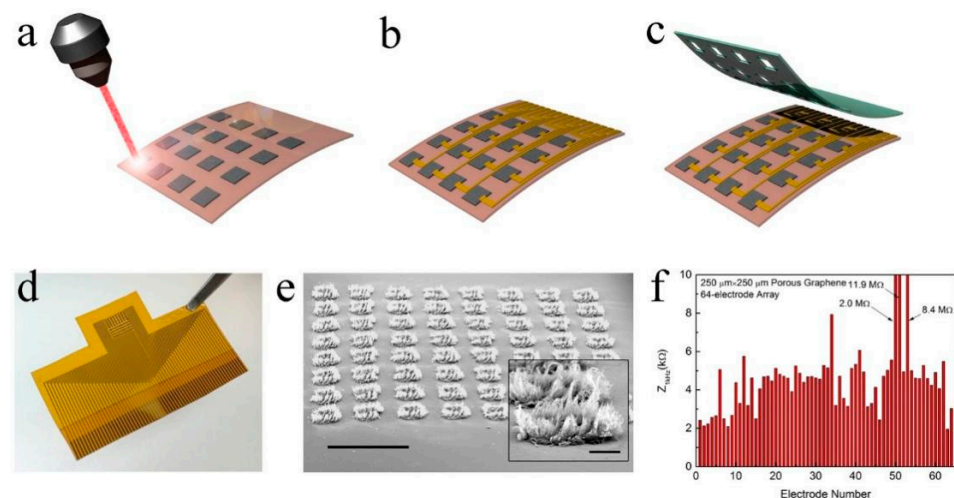 a
b
c
d
e
f
250 μm×250 μm Porous Graphene
64-electrode Array
11.9 MΩ
2.0 MΩ
8.4 MΩ
Z1kHz(kΩ)
10
8
6
4
2
0
0
10
20
30
40
50
60
Electrode Number